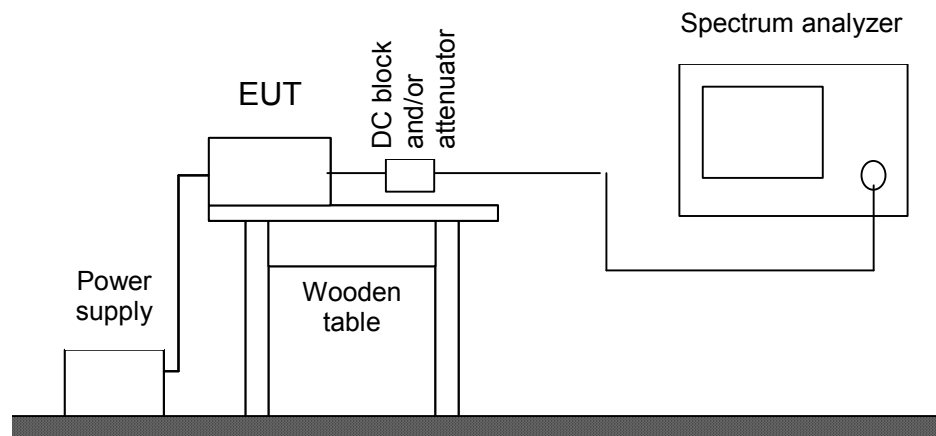 Spectrum analyzer
EUT
DC block
and/or
attenuator
Power
supply
Wooden
table